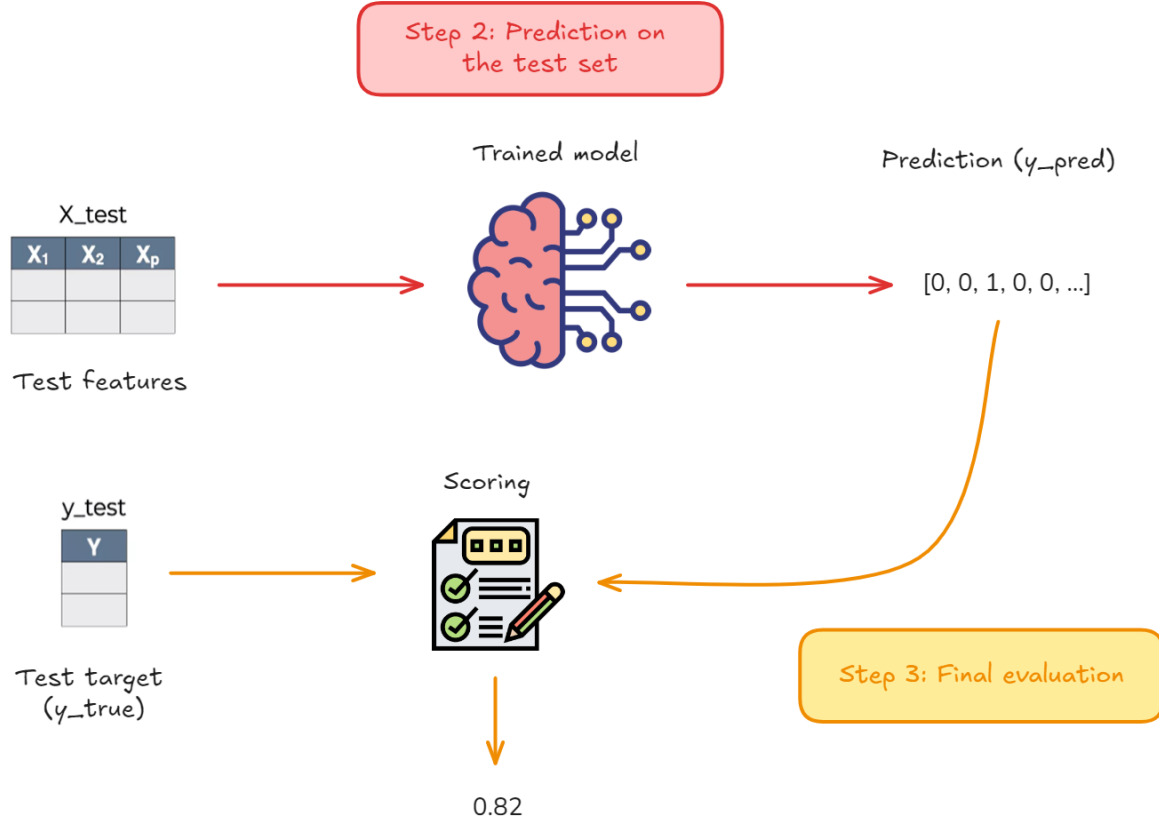 Step 2: Prediction on
the test set
Trained model
Prediction (y_pred)
X_test
X₁ X₂ Xₚ
[0, 0, 1, 0, 0, ...]
Test features
Scoring
y_test
Y
Test target
(y_true)
Step 3: Final evaluation
0.82